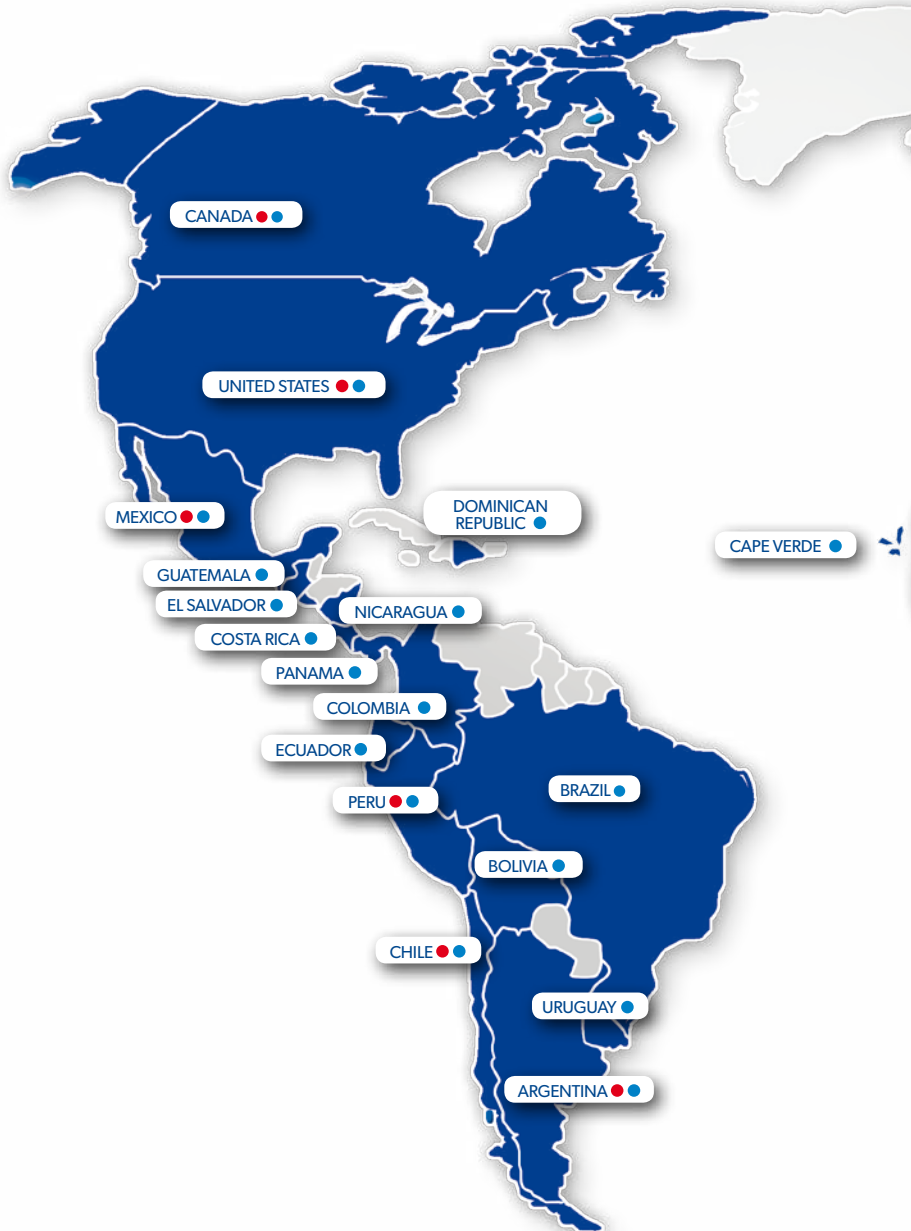 CANADA
UNITED STATES
MEXICO
DOMINICAN
REPUBLIC
CAPE VERDE
GUATEMALA
EL SALVADOR
NICARAGUA
COSTA RICA
PANAMA
COLOMBIA
ECUADOR
BRAZIL
PERU
BOLIVIA
CHILE
URUGUAY
ARGENTINA